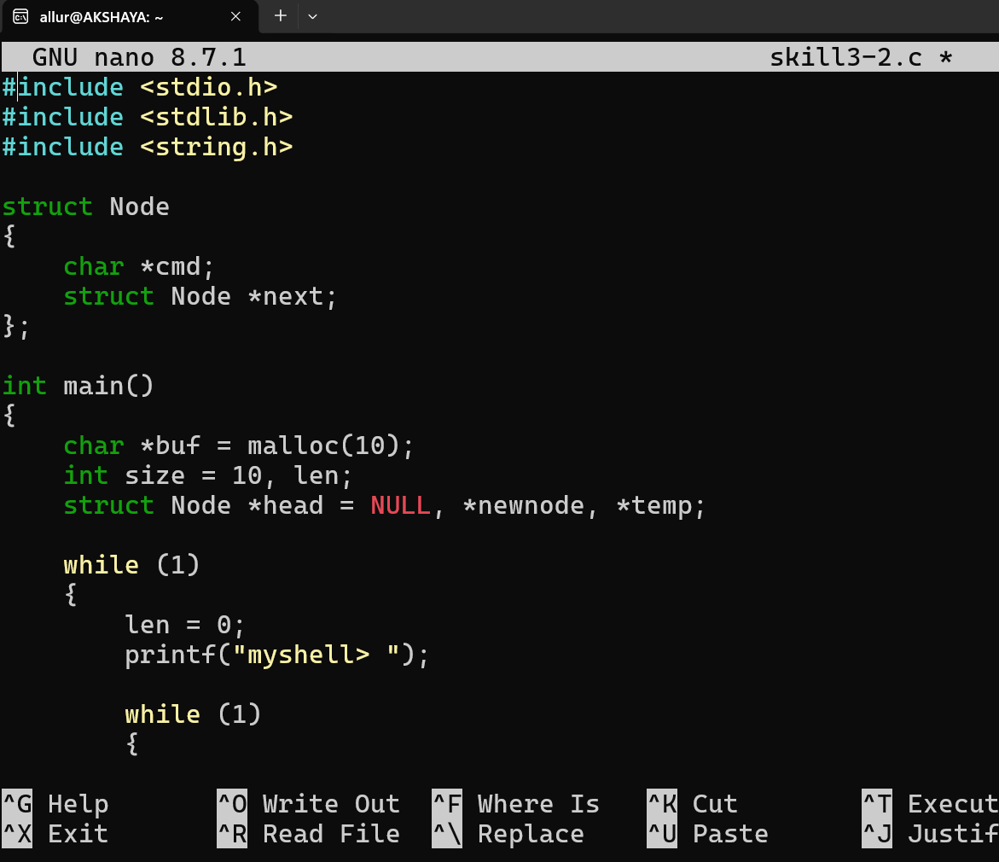 allur@AKSHAYA: ~
GNU nano 8.7.1 skill3-2.c *
#include <stdio.h>
#include <stdlib.h>
#include <string.h>

struct Node
{
    char *cmd;
    struct Node *next;
};

int main()
{
    char *buf = malloc(10);
    int size = 10, len;
    struct Node *head = NULL, *newnode, *temp;

    while (1)
    {
        len = 0;
        printf("myshell> ");

        while (1)
        {

^G Help ^O Write Out ^F Where Is ^K Cut ^T Execut
^X Exit ^R Read File ^\ Replace ^U Paste ^J Justif